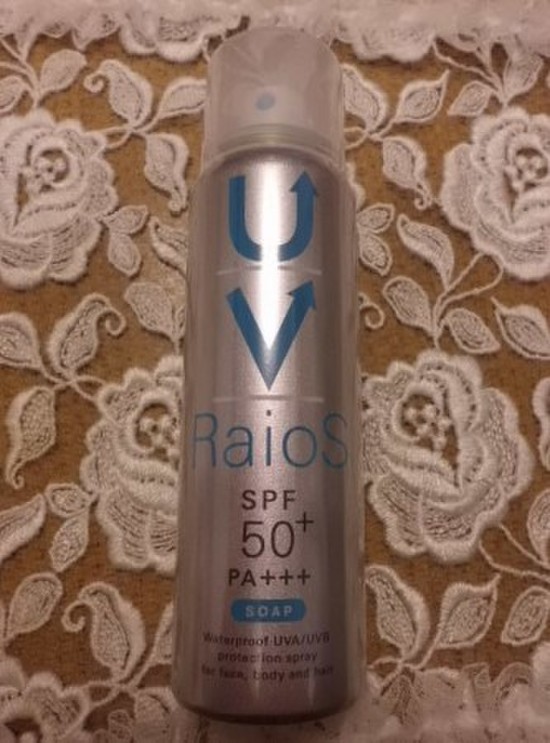 UV
RaioS
SPF
50+
PA+++
SOAP
Waterproof UVA/UVB
protection spray
for face, body and hair